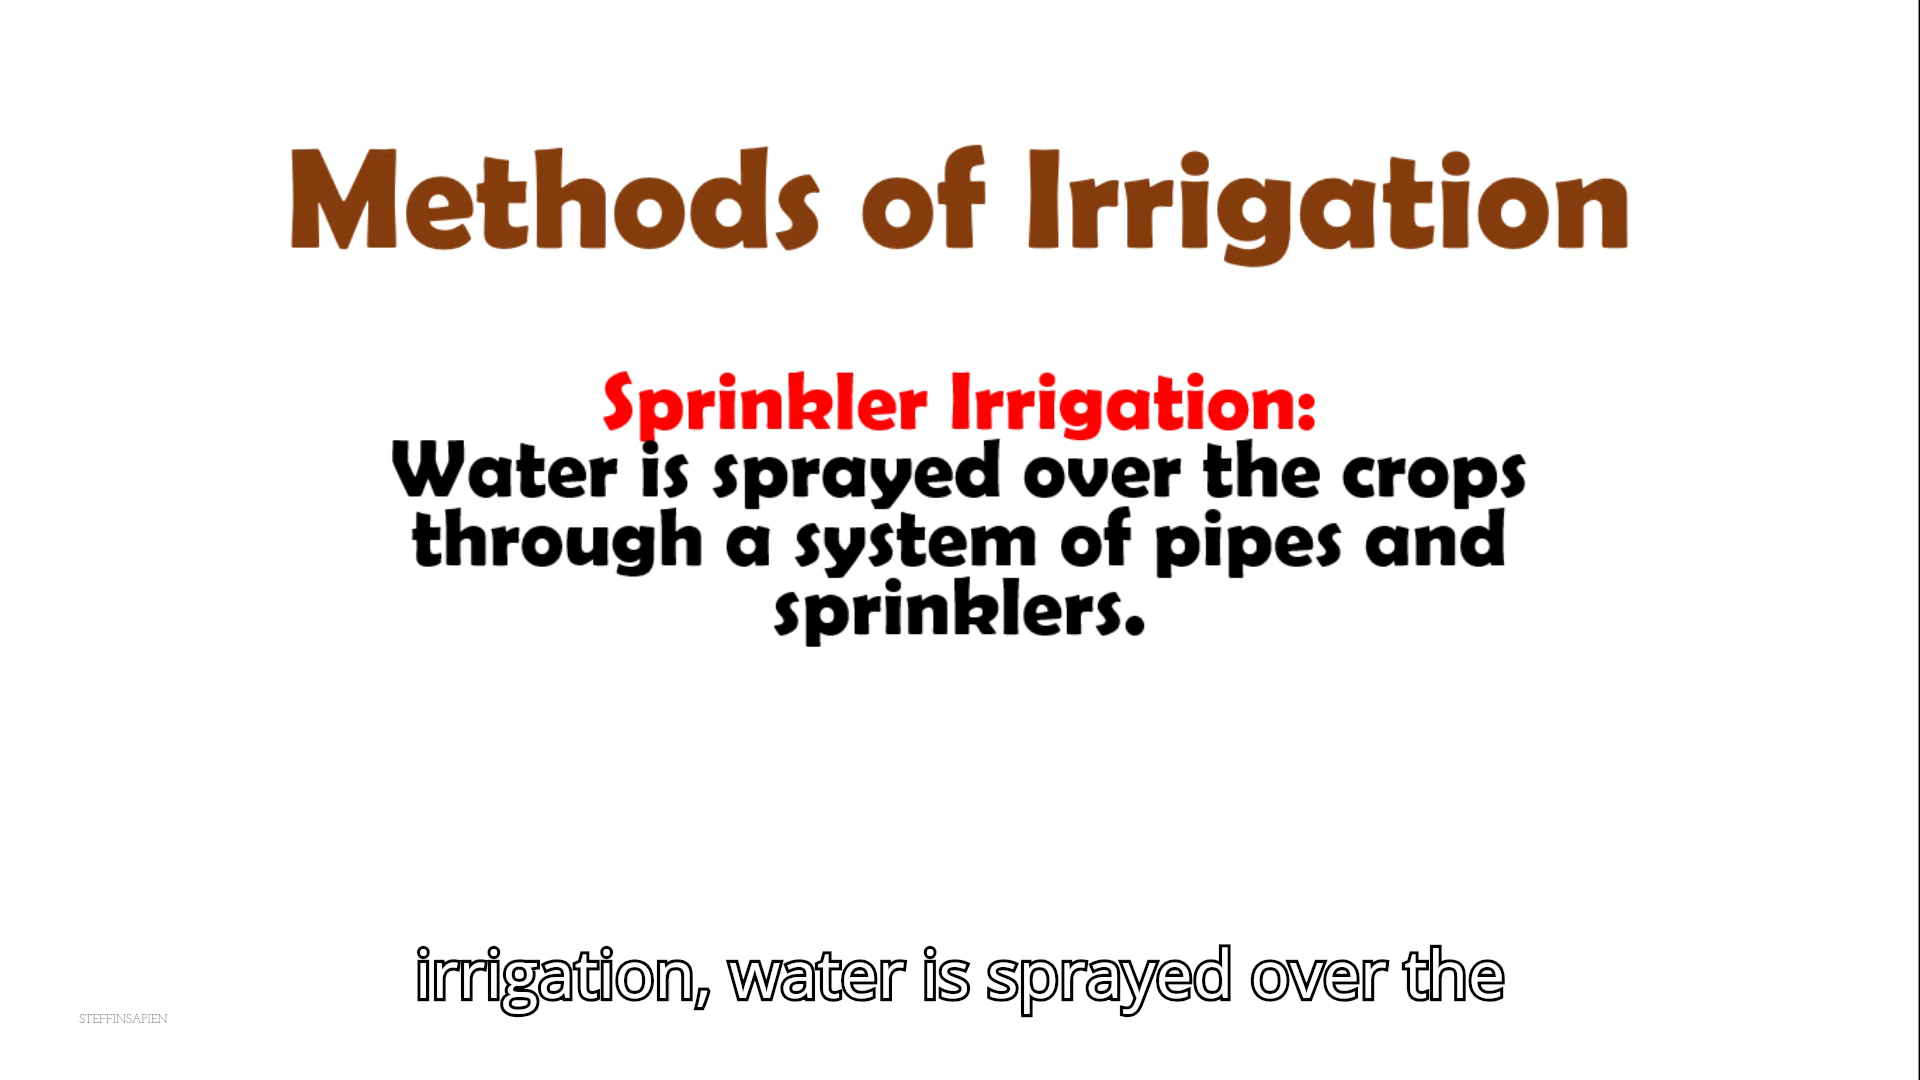 Methods of Irrigation
Sprinkler Irrigation:
Water is sprayed over the crops
through a system of pipes and
sprinklers.
irrigation, water is sprayed over the
STEFFINSAPIEN